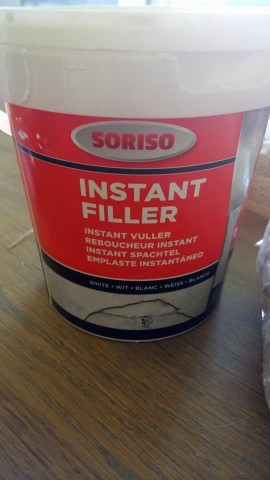 SORISO
INSTANT
FILLER
INSTANT VULLER
REBOUCHEUR INSTANT
INSTANT SPACHTEL
EMPLASTE INSTANTÁNEO
WHITE • WIT • BLANC • WEISS • BLANCO